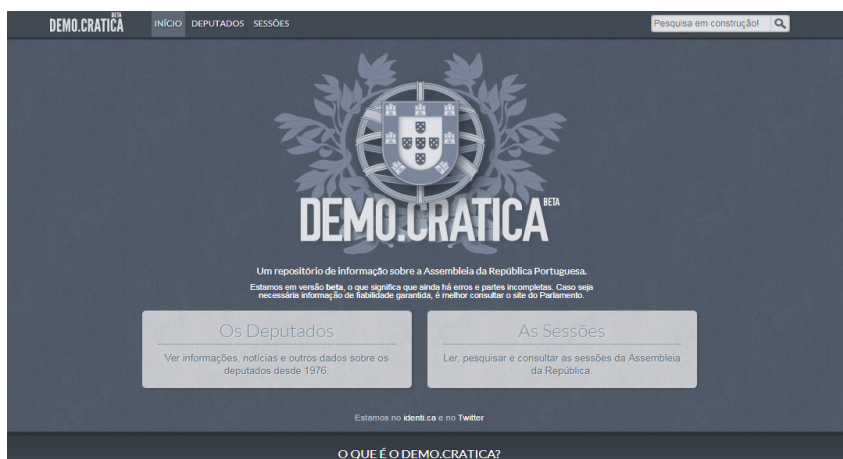 DEMO.CRATICA BETA INÍCIO DEPUTADOS SESSÕES Pesquisa em construção!
DEMO.CRATICA BETA
Um repositório de informação sobre a Assembleia da República Portuguesa.
Estamos em versão beta, o que significa que ainda há erros e partes incompletas. Caso seja
necessária informação de fiabilidade garantida, é melhor consultar o site do Parlamento.
Os Deputados
Ver informações, notícias e outros dados sobre os
deputados desde 1976.
As Sessões
Ler, pesquisar e consultar as sessões da Assembleia
da República.
Estamos no identi.ca e no Twitter
O QUE É O DEMO.CRATICA?